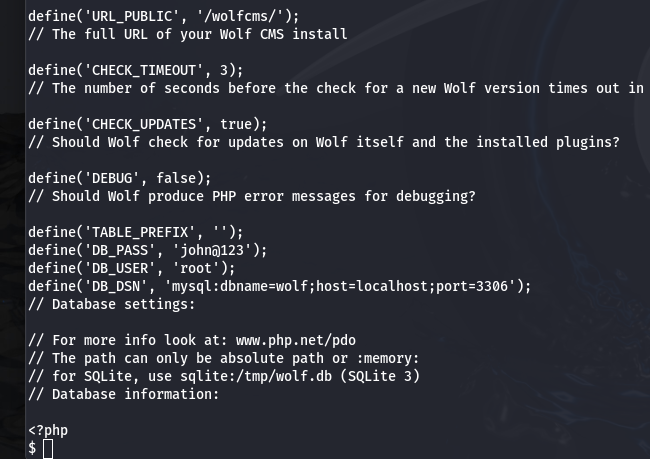 define('URL_PUBLIC', '/wolfcms/');
// The full URL of your Wolf CMS install
define('CHECK_TIMEOUT', 3);
// The number of seconds before the check for a new Wolf version times out in
define('CHECK_UPDATES', true);
// Should Wolf check for updates on Wolf itself and the installed plugins?
define('DEBUG', false);
// Should Wolf produce PHP error messages for debugging?
define('TABLE_PREFIX', '');
define('DB_PASS', 'john@123');
define('DB_USER', 'root');
define('DB_DSN', 'mysql:dbname=wolf;host=localhost;port=3306');
// Database settings:
// For more info look at: www.php.net/pdo
// The path can only be absolute path or :memory:
// for SQLite, use sqlite:/tmp/wolf.db (SQLite 3)
// Database information:
<?php
$